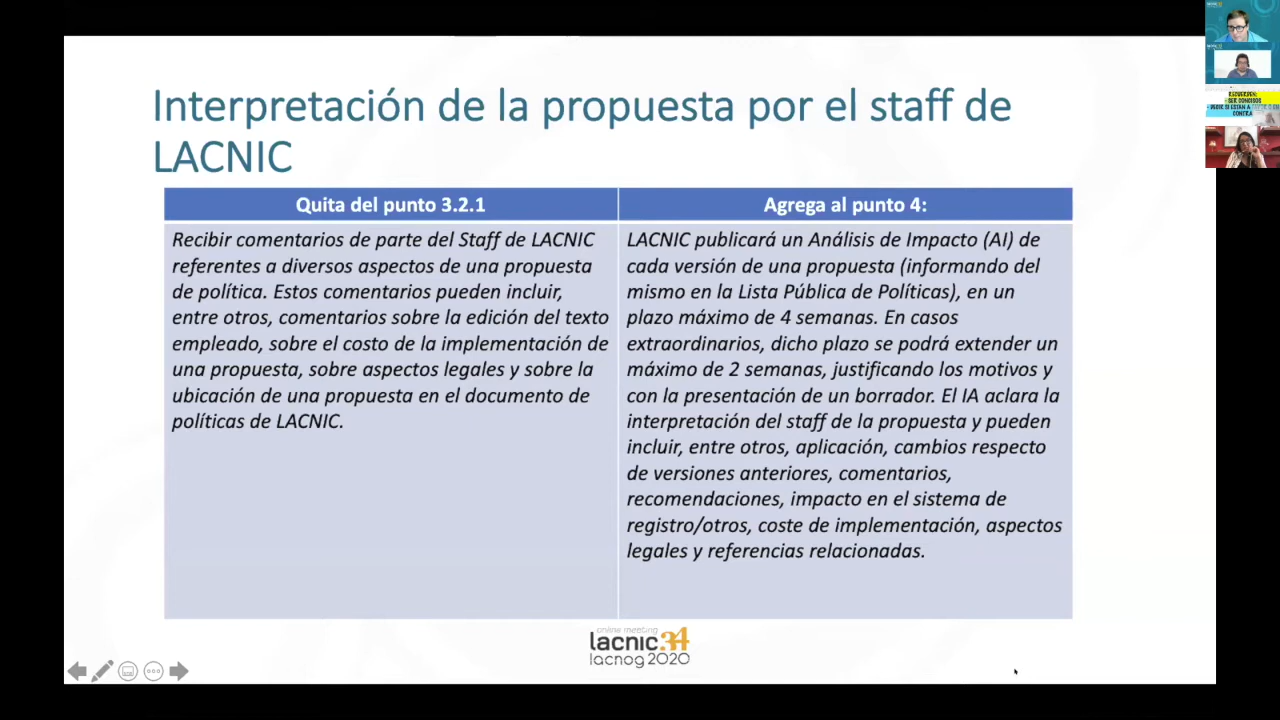 Interpretación de la propuesta por el staff de
LACNIC
Quita del punto 3.2.1
Recibir comentarios de parte del Staff de LACNIC
referentes a diversos aspectos de una propuesta
de política. Estos comentarios pueden incluir,
entre otros, comentarios sobre la edición del texto
empleado, sobre el costo de la implementación de
una propuesta, sobre aspectos legales y sobre la
ubicación de una propuesta en el documento de
políticas de LACNIC.
Agrega al punto 4:
LACNIC publicará un Análisis de Impacto (AI) de
cada versión de una propuesta (informando del
mismo en la Lista Pública de Políticas), en un
plazo máximo de 4 semanas. En casos
extraordinarios, dicho plazo se podrá extender un
máximo de 2 semanas, justificando los motivos y
con la presentación de un borrador. El IA aclara la
interpretación del staff de la propuesta y pueden
incluir, entre otros, aplicación, cambios respecto
de versiones anteriores, comentarios,
recomendaciones, impacto en el sistema de
registro/otros, coste de implementación, aspectos
legales y referencias relacionadas.
online meeting
lacnic 34
lacnog 2020
RECUERDEN:
SER CONCISOS
CONTRA